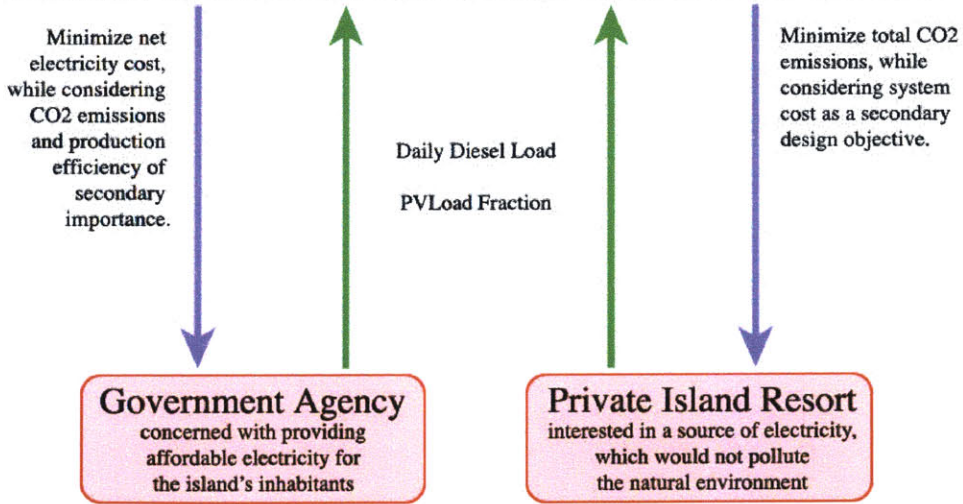 Minimize net
electricity cost,
while considering
CO2 emissions
and production
efficiency of
secondary
importance.
Daily Diesel Load
PVLoad Fraction
Minimize total CO2
emissions, while
considering system
cost as a secondary
design objective.
Government Agency
concerned with providing
affordable electricity for
the island's inhabitants
Private Island Resort
interested in a source of electricity,
which would not pollute
the natural environment